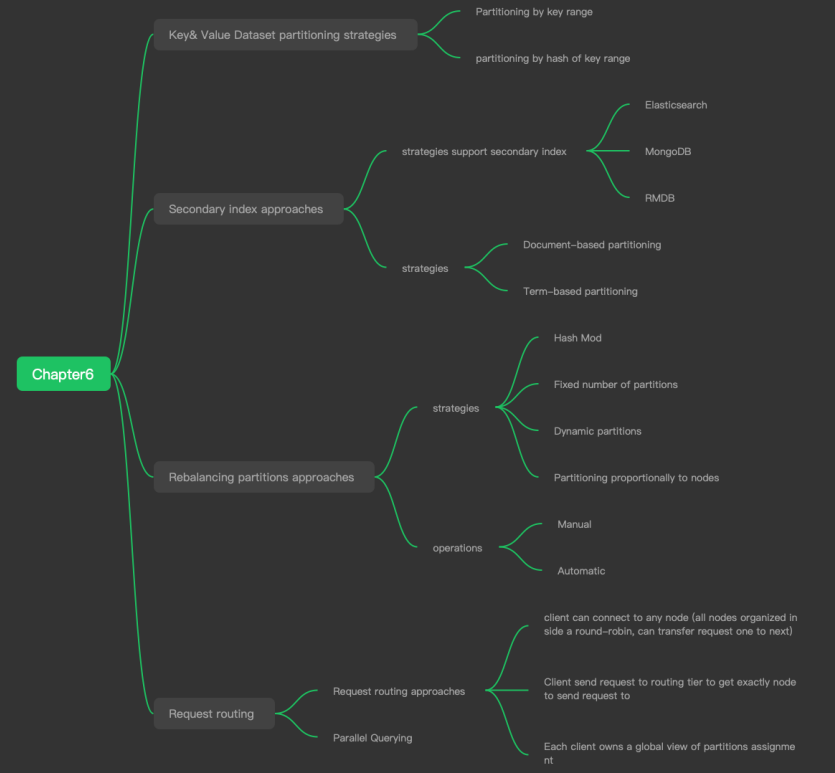 Chapter6
Key& Value Dataset partitioning strategies
Partitioning by key range
partitioning by hash of key range
Secondary index approaches
strategies support secondary index
Elasticsearch
MongoDB
RMDB
strategies
Document-based partitioning
Term-based partitioning
Rebalancing partitions approaches
strategies
Hash Mod
Fixed number of partitions
Dynamic partitions
Partitioning proportionally to nodes
operations
Manual
Automatic
Request routing
Request routing approaches
client can connect to any node (all nodes organized in
side a round-robin, can transfer request one to next)
Client send request to routing tier to get exactly node
to send request to
Each client owns a global view of partitions assignme
nt
Parallel Querying